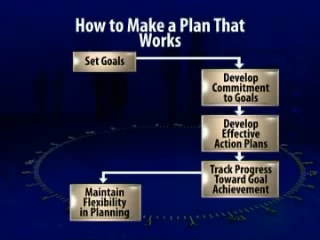 How to Make a Plan That
Works
Set Goals
Develop
Commitment
to Goals
Develop
Effective
Action Plans
Track Progress
Toward Goal
Achievement
Maintain
Flexibility
in Planning